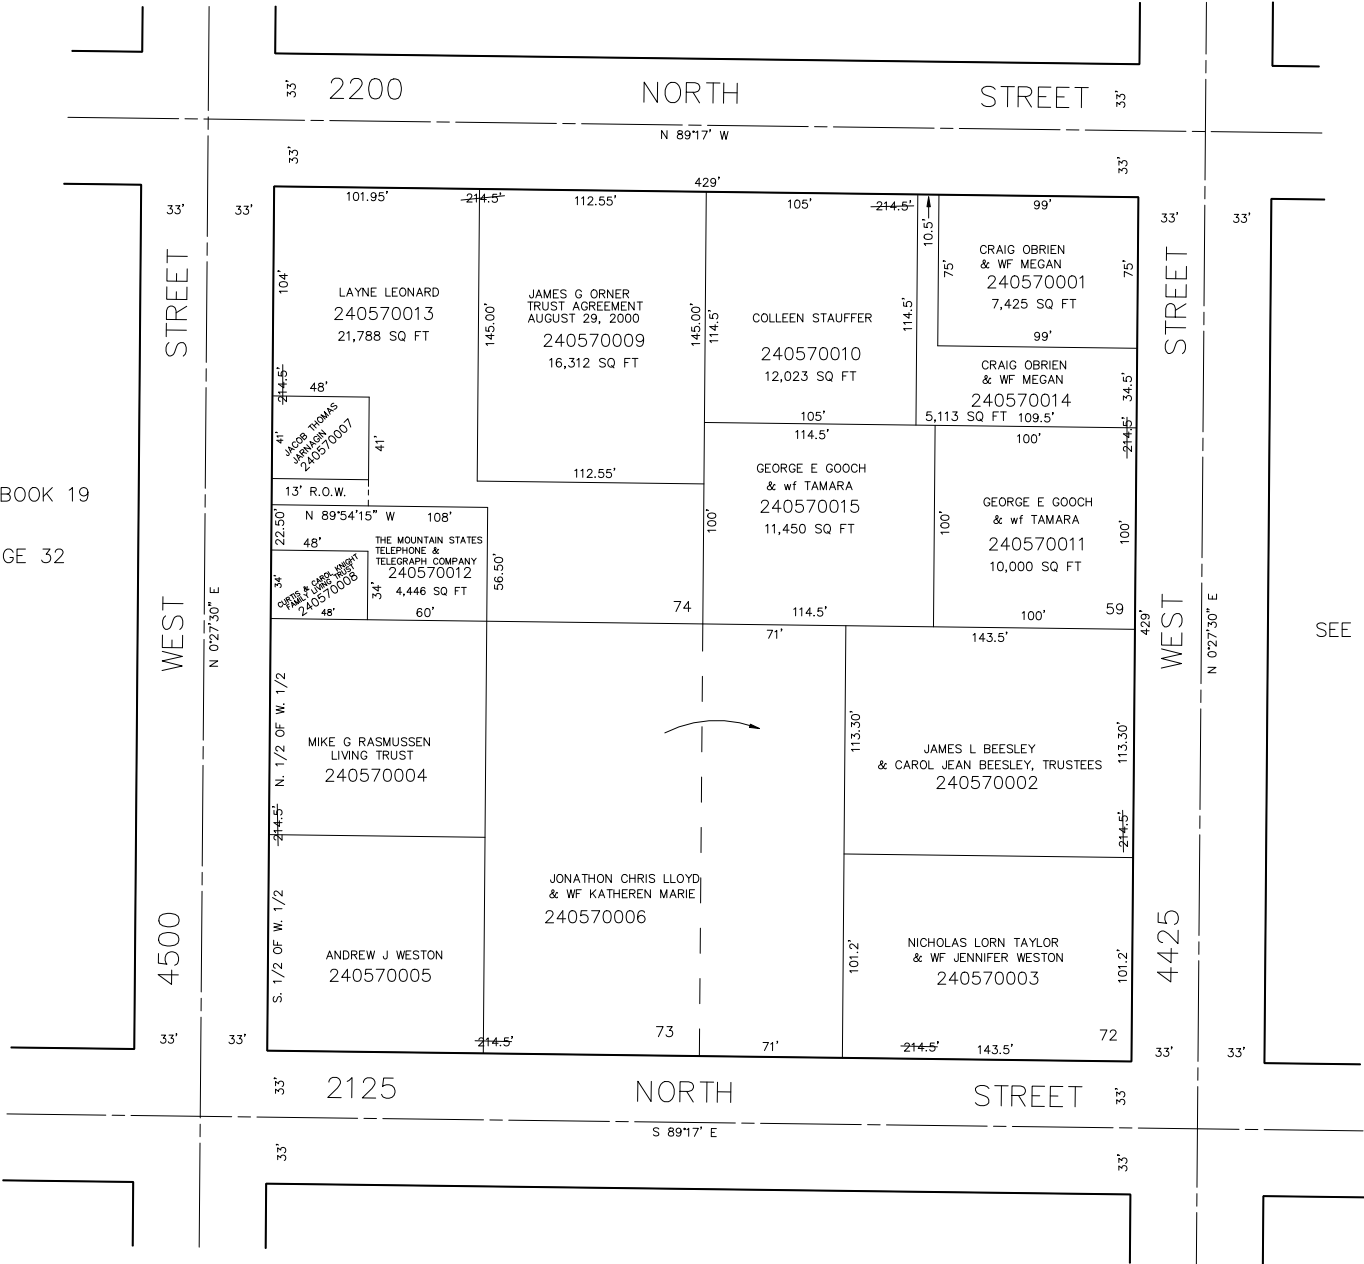 33'
2200 NORTH STREET
33'
N 89°17' W
33'
33'
33'
33'
429'
33'
33'
101.95'
214.5'
112.55'
105'
214.5'
10.5'
99'
STREET
104'
LAYNE LEONARD
240570013
21,788 SQ FT
145.00'
JAMES G ORNER
TRUST AGREEMENT
AUGUST 29, 2000
240570009
16,312 SQ FT
145.00'
114.5'
COLLEEN STAUFFER
240570010
12,023 SQ FT
114.5'
75'
CRAIG OBRIEN
& WF MEGAN
240570001
7,425 SQ FT
75'
99'
STREET
CRAIG OBRIEN
& WF MEGAN
240570014
5,113 SQ FT 109.5'
34.5'
214.5'
214.5'
48'
41'
JACOB THOMAS
JARNAGIN
240570007
41'
105'
114.5'
100'
112.55'
13' R.O.W.
BOOK 19
GE 32
GEORGE E GOOCH
& wf TAMARA
240570015
11,450 SQ FT
100'
100'
GEORGE E GOOCH
& wf TAMARA
240570011
10,000 SQ FT
100'
N 89°54'15" W 108'
22.50'
48'
34'
CURTIS & CAROL KNIGHT
FAMILY LIVING TRUST
240570008
34'
48'
THE MOUNTAIN STATES
TELEPHONE &
TELEGRAPH COMPANY
240570012
4,446 SQ FT
56.50'
60'
74
114.5'
100'
59
WEST
N 0°27'30" E
429'
WEST
N 0°27'30" E
SEE
71'
143.5'
N. 1/2 OF W. 1/2
MIKE G RASMUSSEN
LIVING TRUST
240570004
214.5'
113.30'
JAMES L BEESLEY
& CAROL JEAN BEESLEY, TRUSTEES
240570002
113.30'
214.5'
JONATHON CHRIS LLOYD
& WF KATHEREN MARIE
240570006
4500
S. 1/2 OF W. 1/2
ANDREW J WESTON
240570005
101.2'
NICHOLAS LORN TAYLOR
& WF JENNIFER WESTON
240570003
101.2'
4425
33'
33'
214.5'
73
71'
214.5'
143.5'
72
33'
33'
33'
2125 NORTH STREET
33'
S 89°17' E
33'
33'